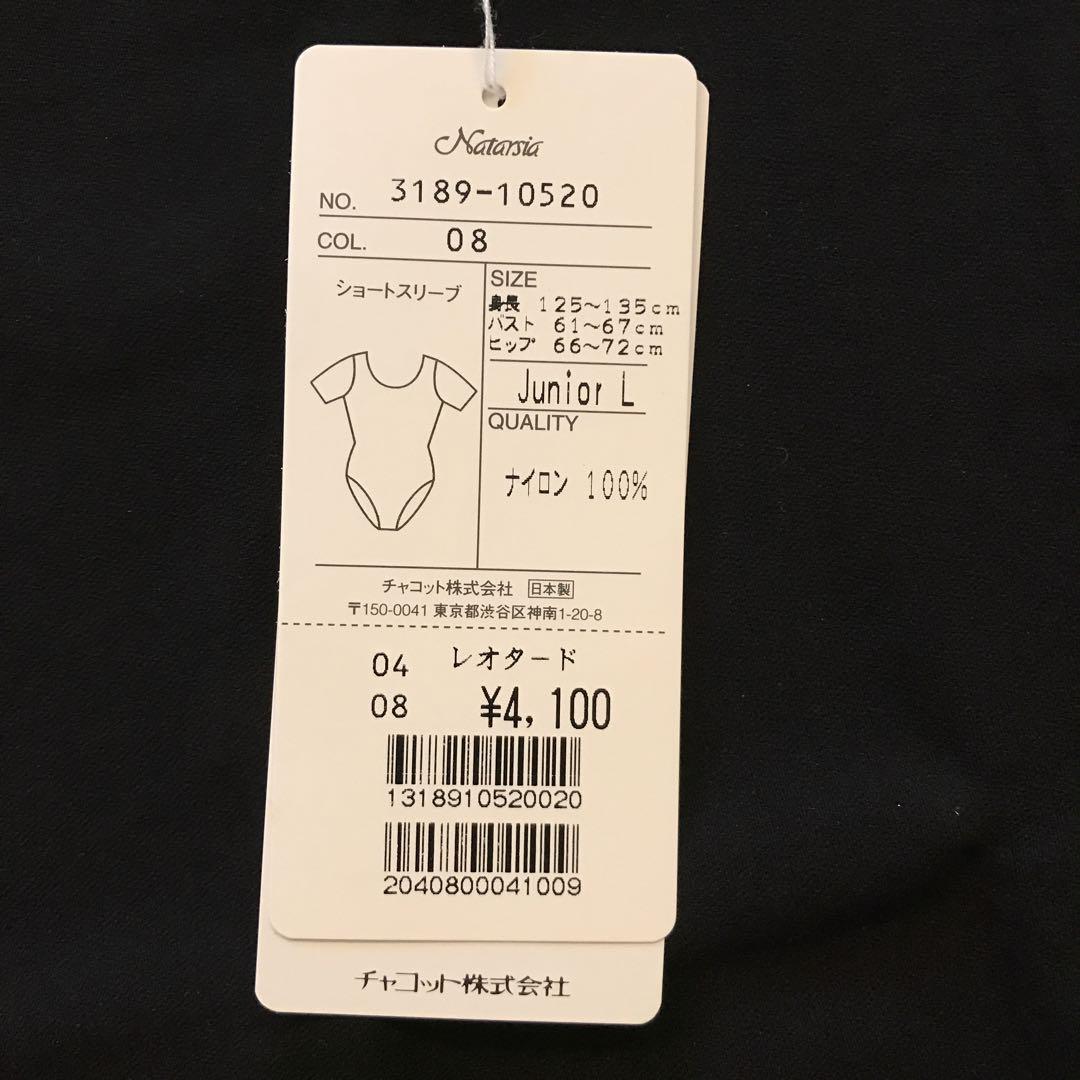 Natarsia
NO. 3189-10520
COL. 08
ショートスリーブ
SIZE
身長 125～135cm
バスト 61～67cm
ヒップ 66～72cm
Junior L
QUALITY
ナイロン 100%
チャコット株式会社 日本製
〒150-0041 東京都渋谷区神南1-20-8
04 レオタード
08 ¥4,100
1318910520020
2040800041009
チャコット株式会社